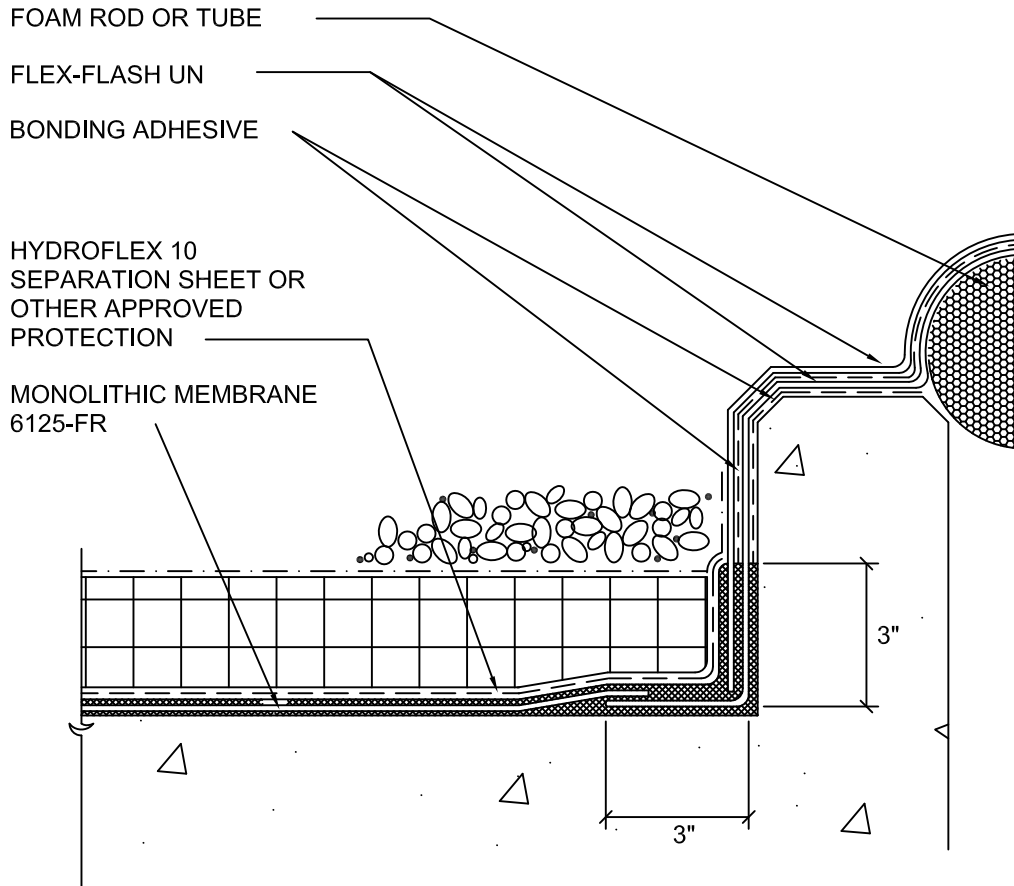 FOAM ROD OR TUBE
FLEX-FLASH UN
BONDING ADHESIVE
HYDROFLEX 10
SEPARATION SHEET OR
OTHER APPROVED
PROTECTION
MONOLITHIC MEMBRANE
6125-FR
3"
3"